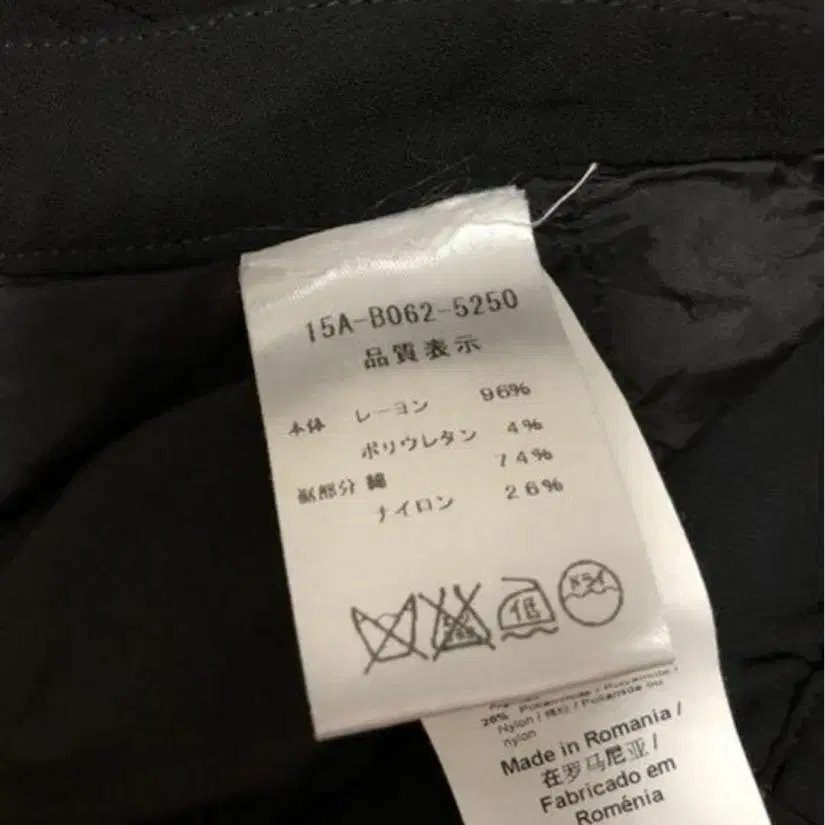 15A-B062-5250
品質表示
本体 レーヨン 96%
ポリウレタン 4%
裾部分 綿 74%
ナイロン 26%
低 ドライ
26%
Nylon /
nylon
Made in Romania /
在罗马尼亚 /
Fabricado em
Roménia